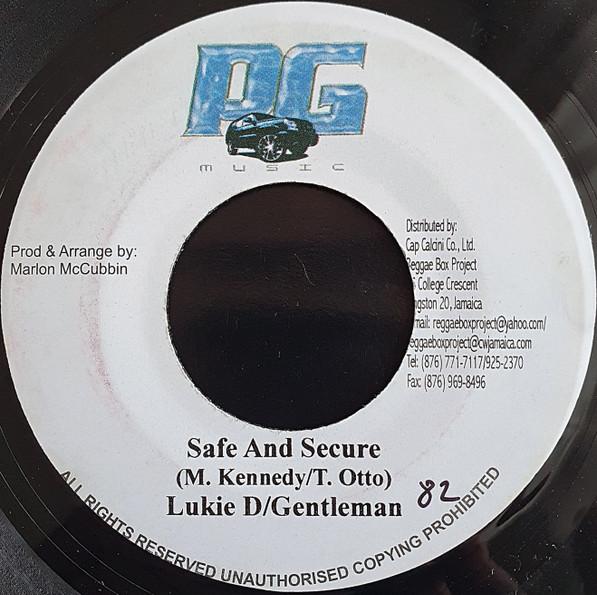 PG
MUSIC
Prod & Arrange by:
Marlon McCubbin
Distributed by:
Cap Calcini Co., Ltd.
Reggae Box Project
College Crescent
Kingston 20, Jamaica
mail: reggaeboxproject@yahoo.com/
reggaeboxproject@cwjamaica.com
Tel: (876) 771-7117/925-2370
Fax: (876) 969-8496
Safe And Secure
(M. Kennedy/T. Otto)
Lukie D/Gentleman
82
ALL RIGHTS RESERVED UNAUTHORISED COPYING PROHIBITED